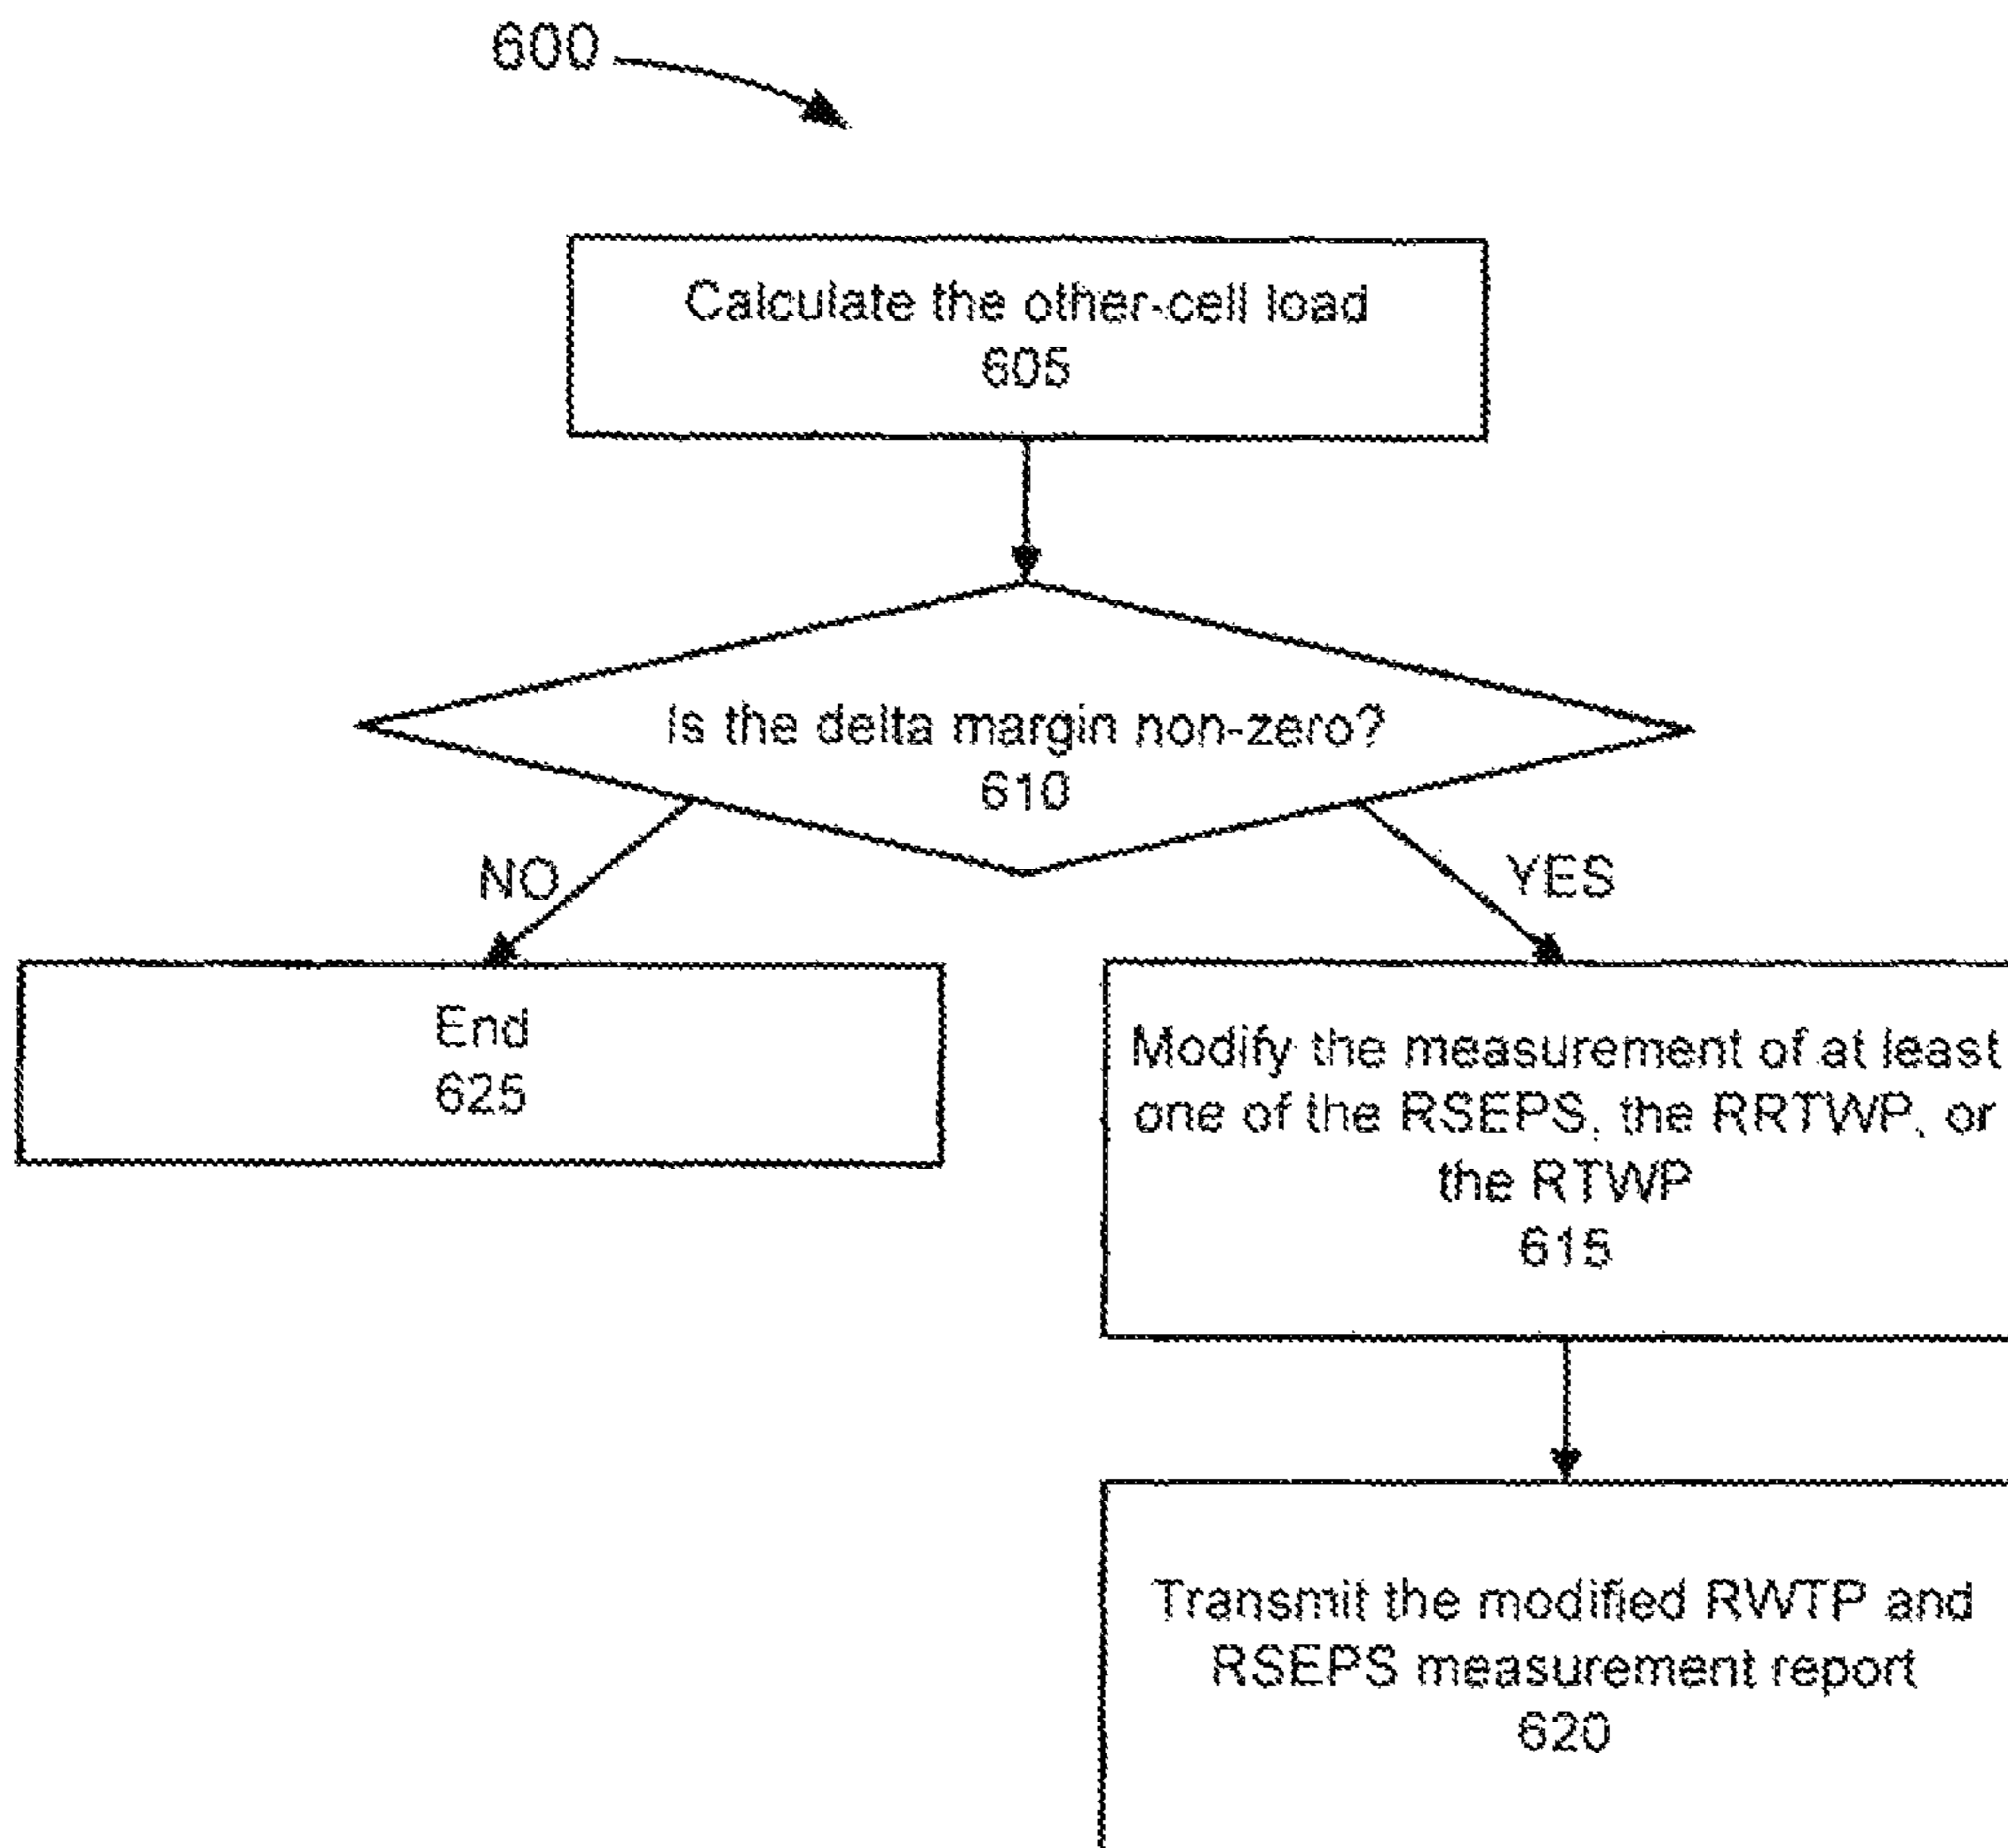 600
Calculate the other-cell load
605
Is the delta margin non-zero?
610
NO
YES
End
625
Modify the measurement of at least
one of the RSEPS, the RRTWP, or
the RTWP
615
Transmit the modified RWTP and
RSEPS measurement report
620